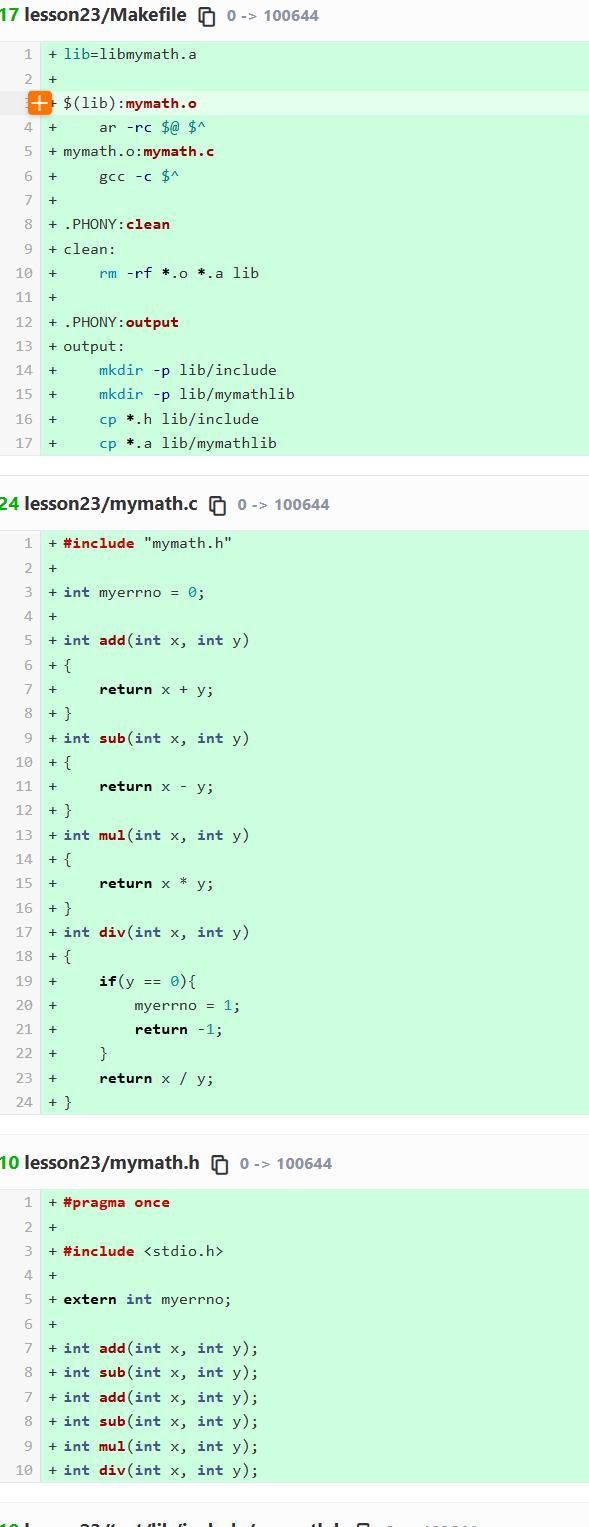 17 lesson23/Makefile 0 -> 100644
1 + lib=libmymath.a
2 +
3 + $(lib):mymath.o
4 + ar -rc $@ $^
5 + mymath.o:mymath.c
6 + gcc -c $^
7 +
8 + .PHONY:clean
9 + clean:
10 + rm -rf *.o *.a lib
11 +
12 + .PHONY:output
13 + output:
14 + mkdir -p lib/include
15 + mkdir -p lib/mymathlib
16 + cp *.h lib/include
17 + cp *.a lib/mymathlib
24 lesson23/mymath.c 0 -> 100644
1 + #include "mymath.h"
2 +
3 + int myerrno = 0;
4 +
5 + int add(int x, int y)
6 + {
7 + return x + y;
8 + }
9 + int sub(int x, int y)
10 + {
11 + return x - y;
12 + }
13 + int mul(int x, int y)
14 + {
15 + return x * y;
16 + }
17 + int div(int x, int y)
18 + {
19 + if(y == 0){
20 + myerrno = 1;
21 + return -1;
22 + }
23 + return x / y;
24 + }
10 lesson23/mymath.h 0 -> 100644
1 + #pragma once
2 +
3 + #include <stdio.h>
4 +
5 + extern int myerrno;
6 +
7 + int add(int x, int y);
8 + int sub(int x, int y);
7 + int add(int x, int y);
8 + int sub(int x, int y);
9 + int mul(int x, int y);
10 + int div(int x, int y);